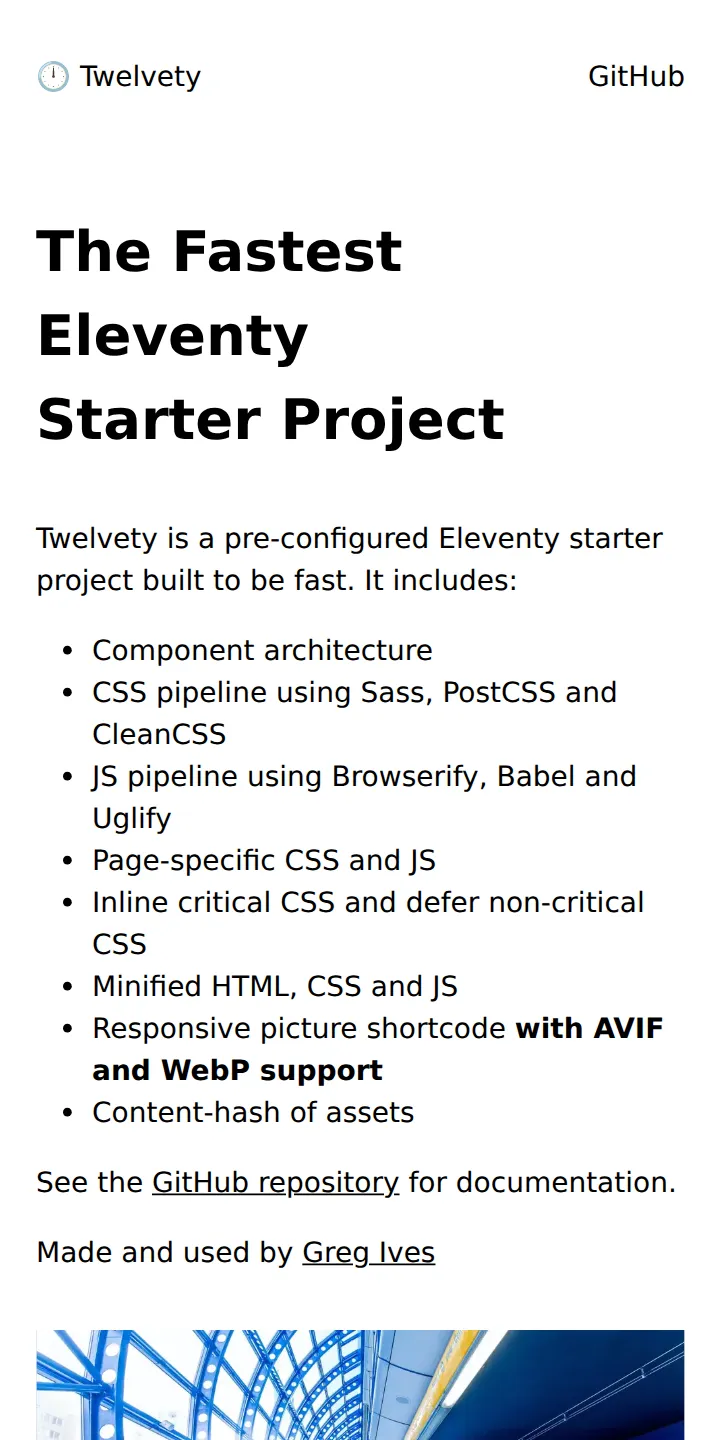 🕛 Twelvety
GitHub
The Fastest
Eleventy
Starter Project
Twelvety is a pre-configured Eleventy starter
project built to be fast. It includes:
• Component architecture
• CSS pipeline using Sass, PostCSS and
CleanCSS
• JS pipeline using Browserify, Babel and
Uglify
• Page-specific CSS and JS
• Inline critical CSS and defer non-critical
CSS
• Minified HTML, CSS and JS
• Responsive picture shortcode with AVIF
and WebP support
• Content-hash of assets
See the GitHub repository for documentation.
Made and used by Greg Ives